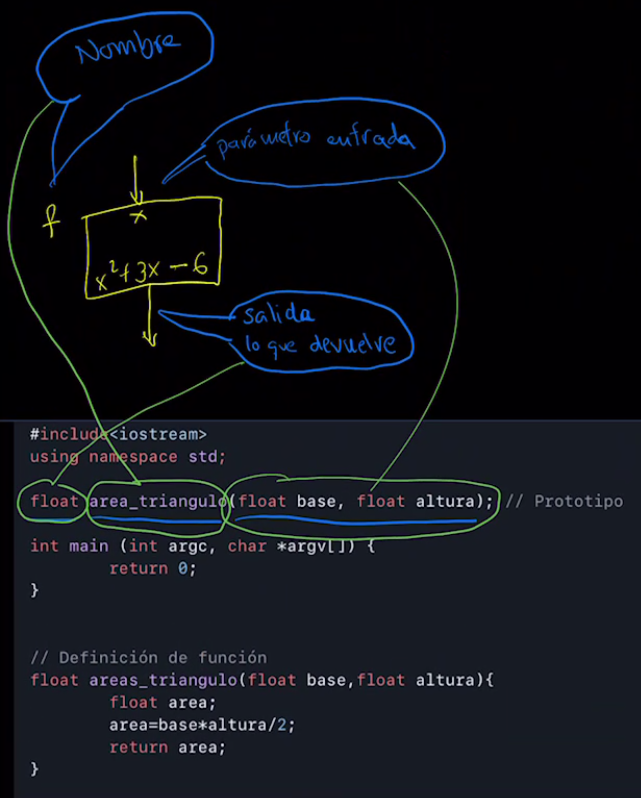 Nombre
parámetro entrada
f
x
x²+3x-6
salida
lo que devuelve
#include<iostream>
using namespace std;
float area_triangulo(float base, float altura); // Prototipo
int main (int argc, char *argv[]) {
return 0;
}
// Definición de función
float areas_triangulo(float base,float altura){
float area;
area=base*altura/2;
return area;
}